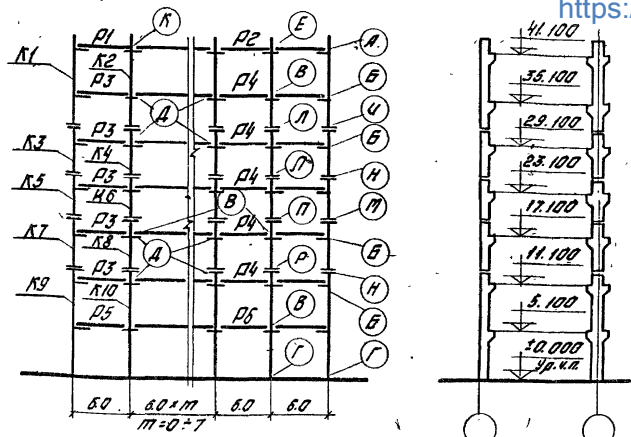 https:/
К
Е
А
Р1
Р2
К1
К2
Р3
Р4
В
Б
Д
Л
И
Р3
Р4
Б
К3
К4
П
Н
Р3
Р4
К5
К6
В
П
М
Р3
Р4
К7
К8
Д
Р
Б
Р3
Р4
Н
К9
К10
Р5
Р6
В
Б
Г
Г
6.0
6.0 × m
6.0
6.0
m=0÷7
41.100
35.100
29.100
23.100
17.100
11.100
5.100
±0.000
Ур.ч.п.